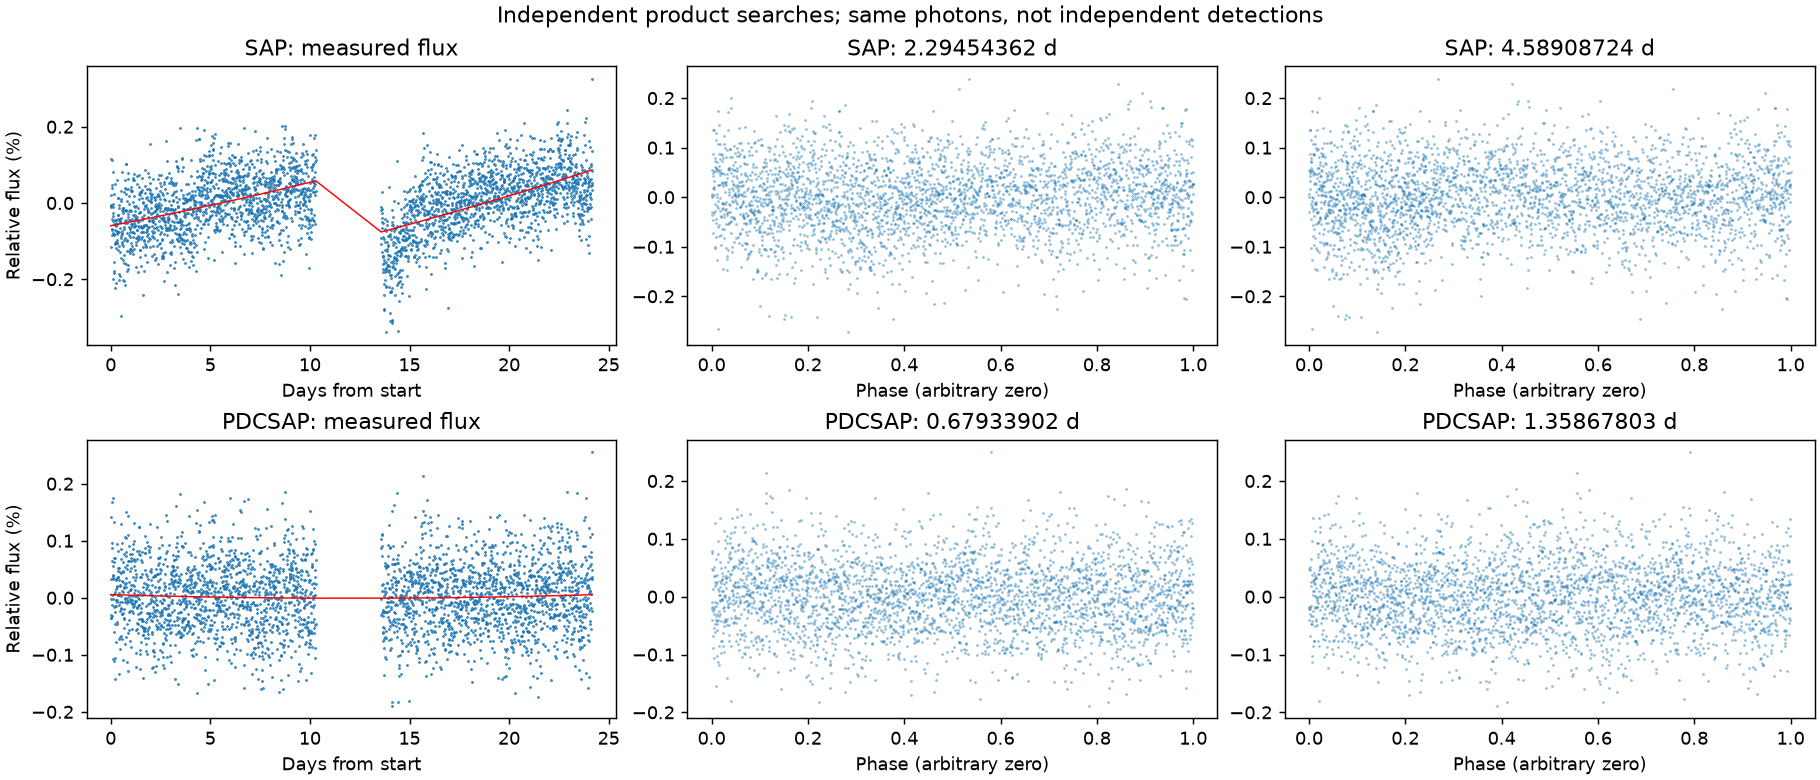 Independent product searches; same photons, not independent detections
SAP: measured flux
SAP: 2.29454362 d
SAP: 4.58908724 d
Relative flux (%)
0.2
0.0
−0.2
0.2
0.1
0.0
−0.1
−0.2
0.2
0.1
0.0
−0.1
−0.2
0 5 10 15 20 25
0.0 0.2 0.4 0.6 0.8 1.0
0.0 0.2 0.4 0.6 0.8 1.0
Days from start
Phase (arbitrary zero)
Phase (arbitrary zero)
PDCSAP: measured flux
PDCSAP: 0.67933902 d
PDCSAP: 1.35867803 d
Relative flux (%)
0.2
0.1
0.0
−0.1
−0.2
0.2
0.1
0.0
−0.1
−0.2
0.2
0.1
0.0
−0.1
−0.2
0 5 10 15 20 25
0.0 0.2 0.4 0.6 0.8 1.0
0.0 0.2 0.4 0.6 0.8 1.0
Days from start
Phase (arbitrary zero)
Phase (arbitrary zero)